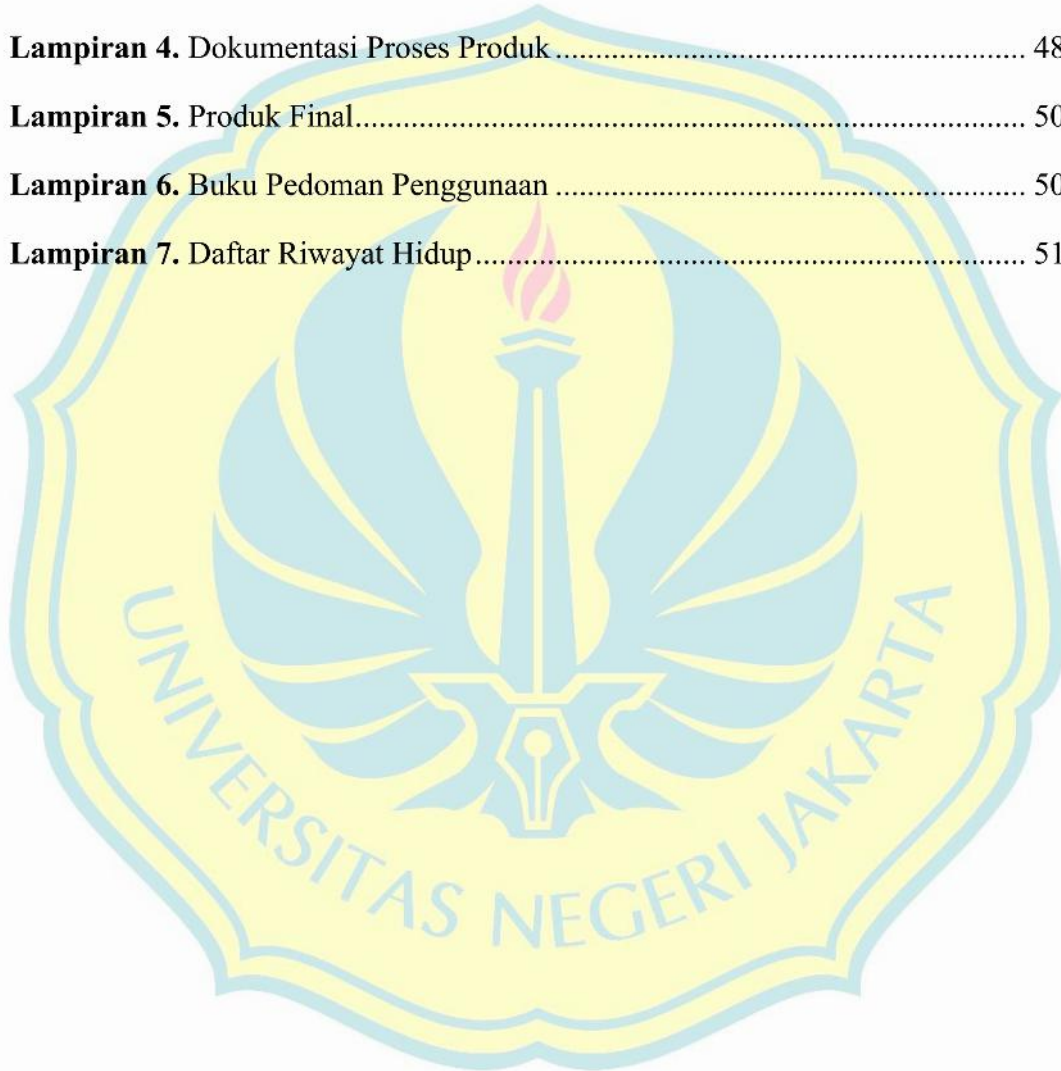 Lampiran 4. Dokumentasi Proses Produk ............................................................ 48
Lampiran 5. Produk Final..................................................................................... 50
Lampiran 6. Buku Pedoman Penggunaan ............................................................ 50
Lampiran 7. Daftar Riwayat Hidup...................................................................... 51
UNIVERSITAS NEGERI JAKARTA